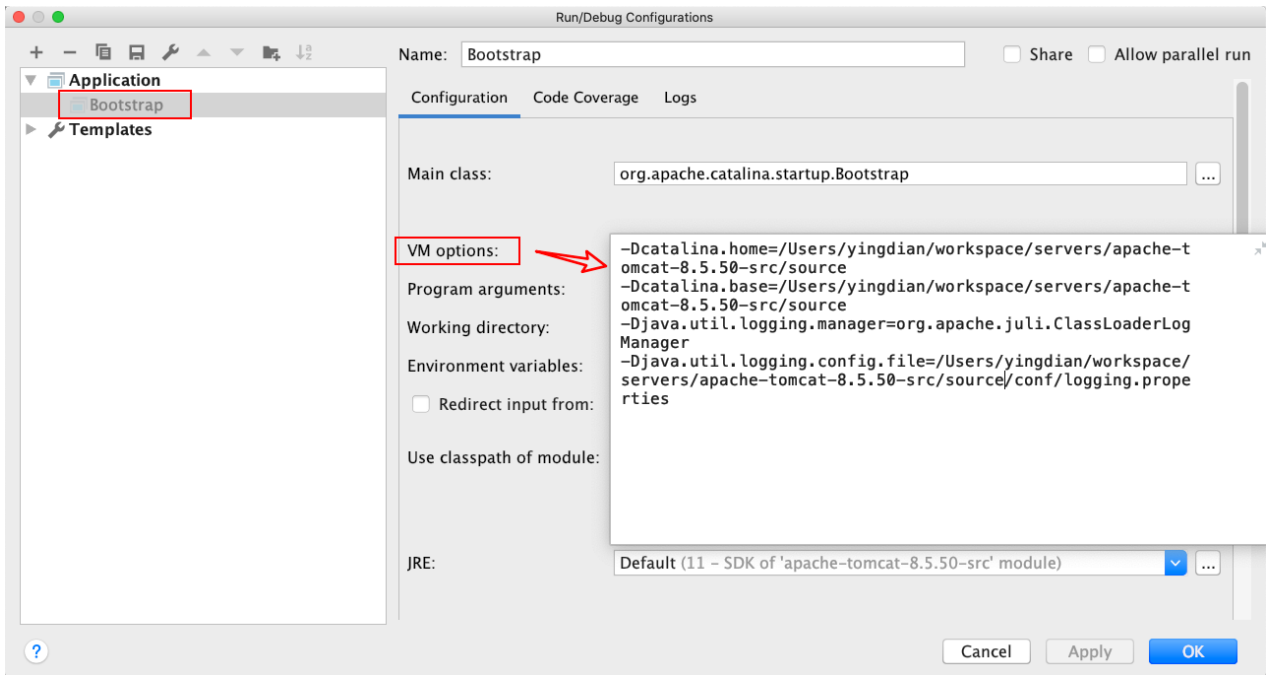 Run/Debug Configurations
Name: Bootstrap Share Allow parallel run
Application
Bootstrap
Templates
Configuration Code Coverage Logs
Main class: org.apache.catalina.startup.Bootstrap ...
VM options:
-Dcatalina.home=/Users/yingdian/workspace/servers/apache-t
omcat-8.5.50-src/source
-Dcatalina.base=/Users/yingdian/workspace/servers/apache-t
omcat-8.5.50-src/source
-Djava.util.logging.manager=org.apache.juli.ClassLoaderLog
Manager
-Djava.util.logging.config.file=/Users/yingdian/workspace/
servers/apache-tomcat-8.5.50-src/source/conf/logging.prope
rties
Program arguments:
Working directory:
Environment variables:
Redirect input from:
Use classpath of module:
JRE: Default (11 – SDK of 'apache-tomcat-8.5.50-src' module) ...
? Cancel Apply OK